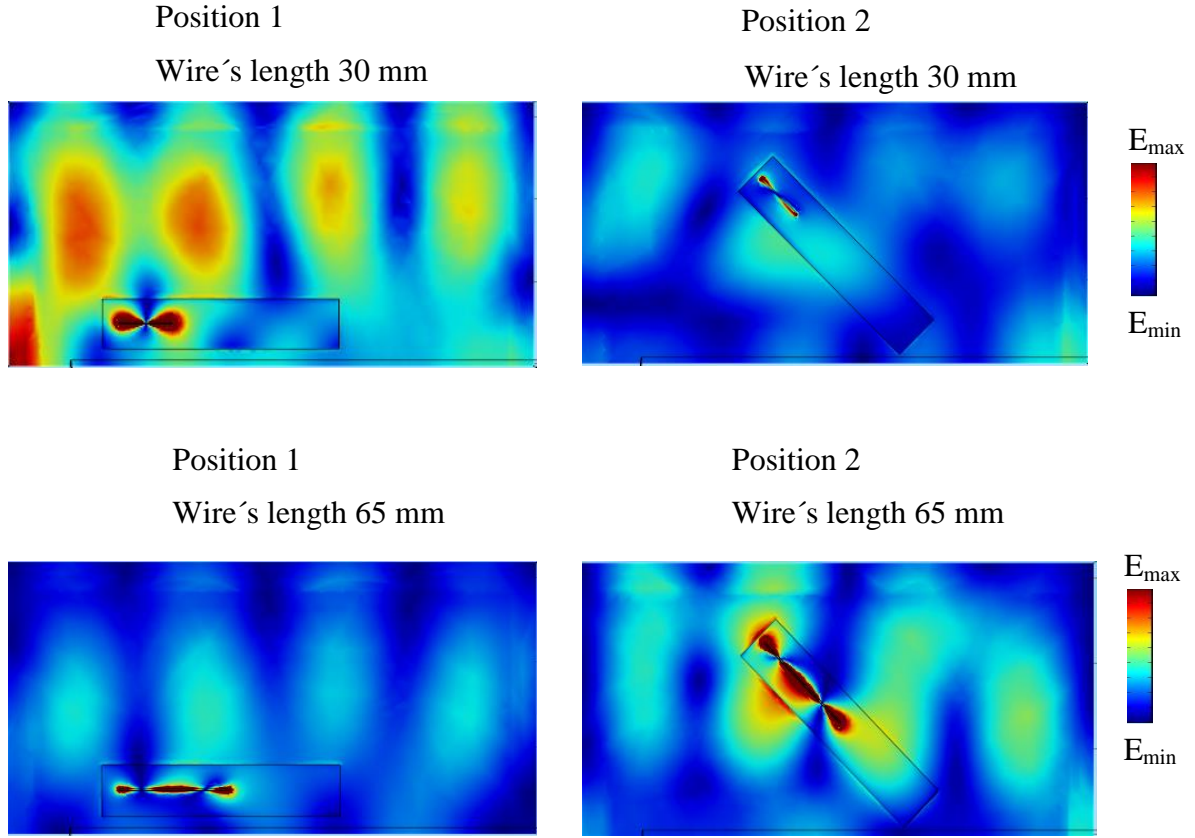 Position 1
Wire´s length 30 mm
Position 2
Wire´s length 30 mm
Emax
Emin
Position 1
Wire´s length 65 mm
Position 2
Wire´s length 65 mm
Emax
Emin